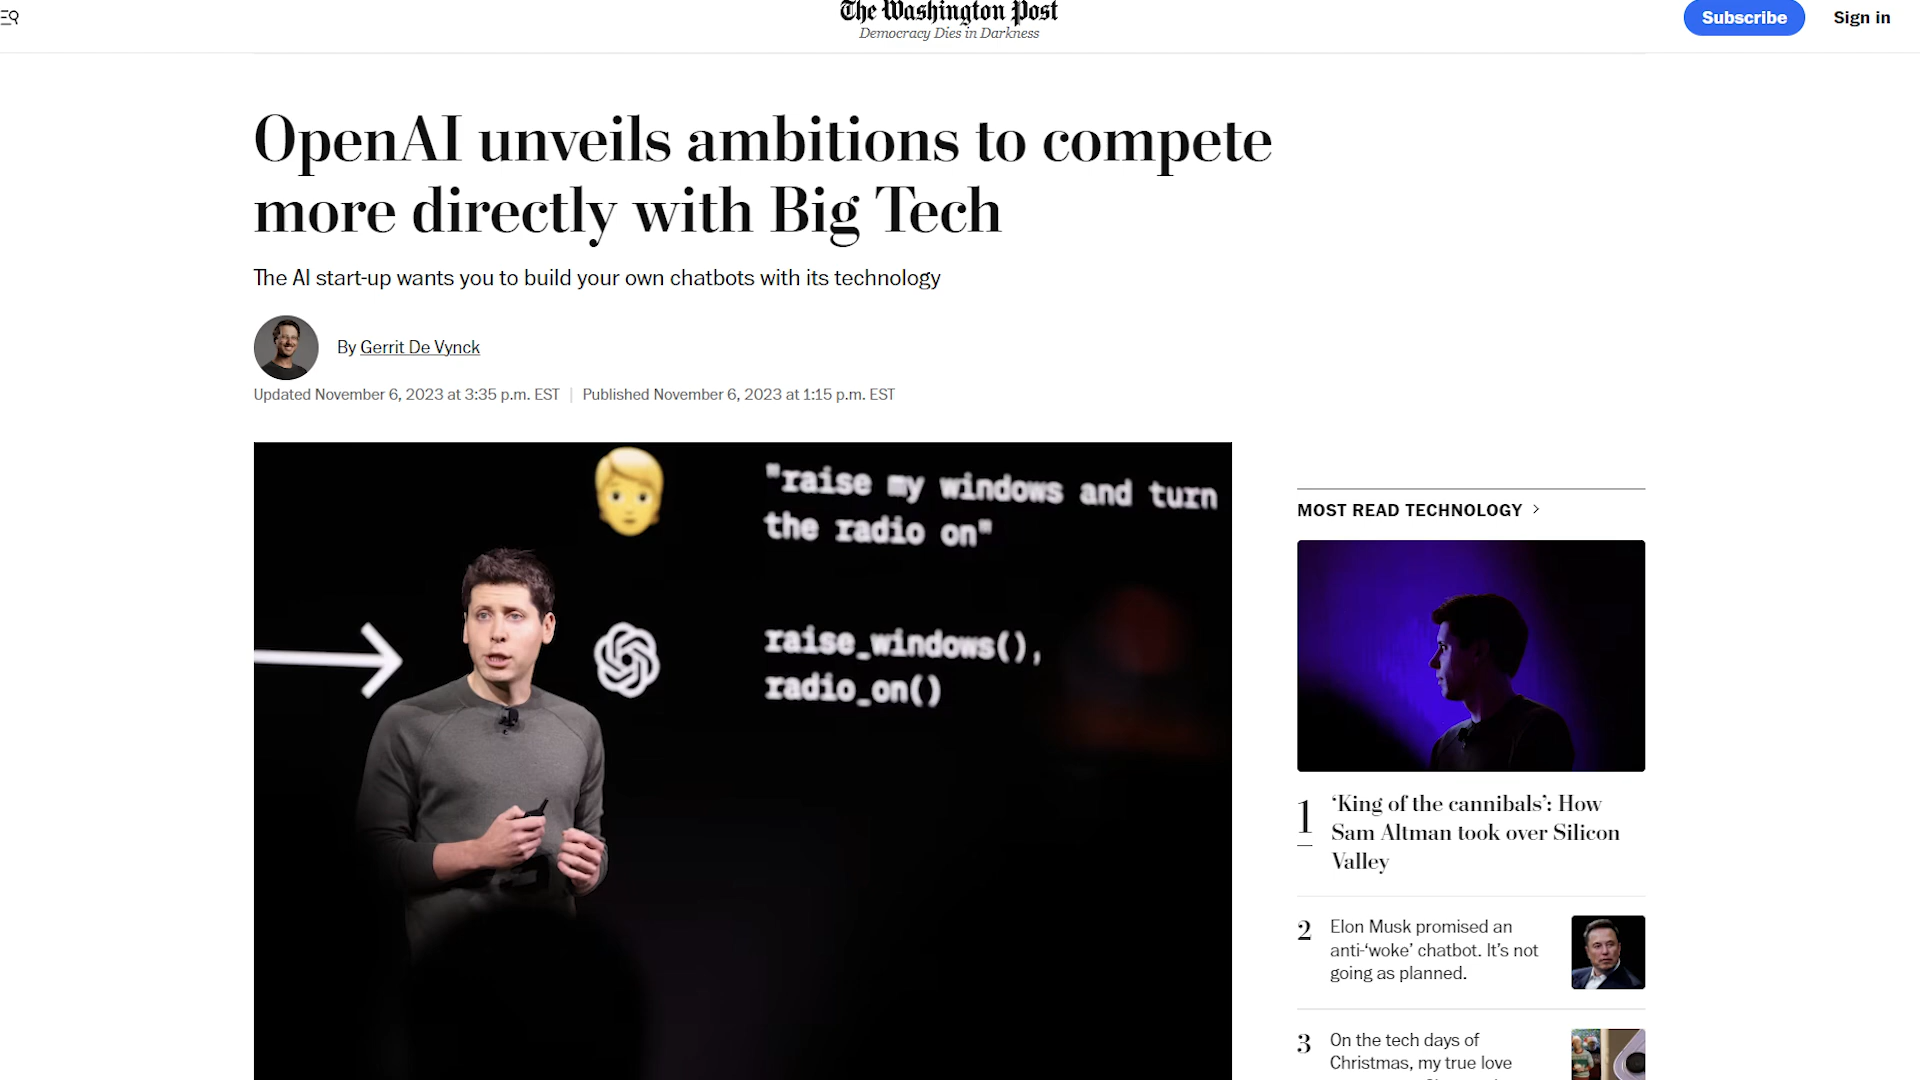 The Washington Post
Democracy Dies in Darkness
Subscribe
Sign in
OpenAI unveils ambitions to compete
more directly with Big Tech
The AI start-up wants you to build your own chatbots with its technology
By Gerrit De Vynck
Updated November 6, 2023 at 3:35 p.m. EST | Published November 6, 2023 at 1:15 p.m. EST
"raise my windows and turn
the radio on"
raise_windows(),
radio_on()
MOST READ TECHNOLOGY >
1
‘King of the cannibals’: How
Sam Altman took over Silicon
Valley
2
Elon Musk promised an
anti-‘woke’ chatbot. It’s not
going as planned.
3
On the tech days of
Christmas, my true love